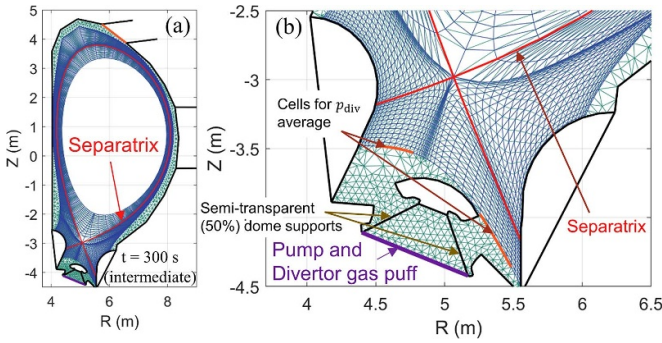 (a)
5
4
3
2
1
0
-1
-2
-3
-4
Z (m)
Separatrix
t = 300 s
(intermediate)
4
6
8
R (m)
(b)
-2.5
-3
-3.5
-4
-4.5
Z (m)
Cells for p_div
average
Semi-transparent
(50%) dome supports
Pump and
Divertor gas puff
Separatrix
4
4.5
5
5.5
6
6.5
R (m)